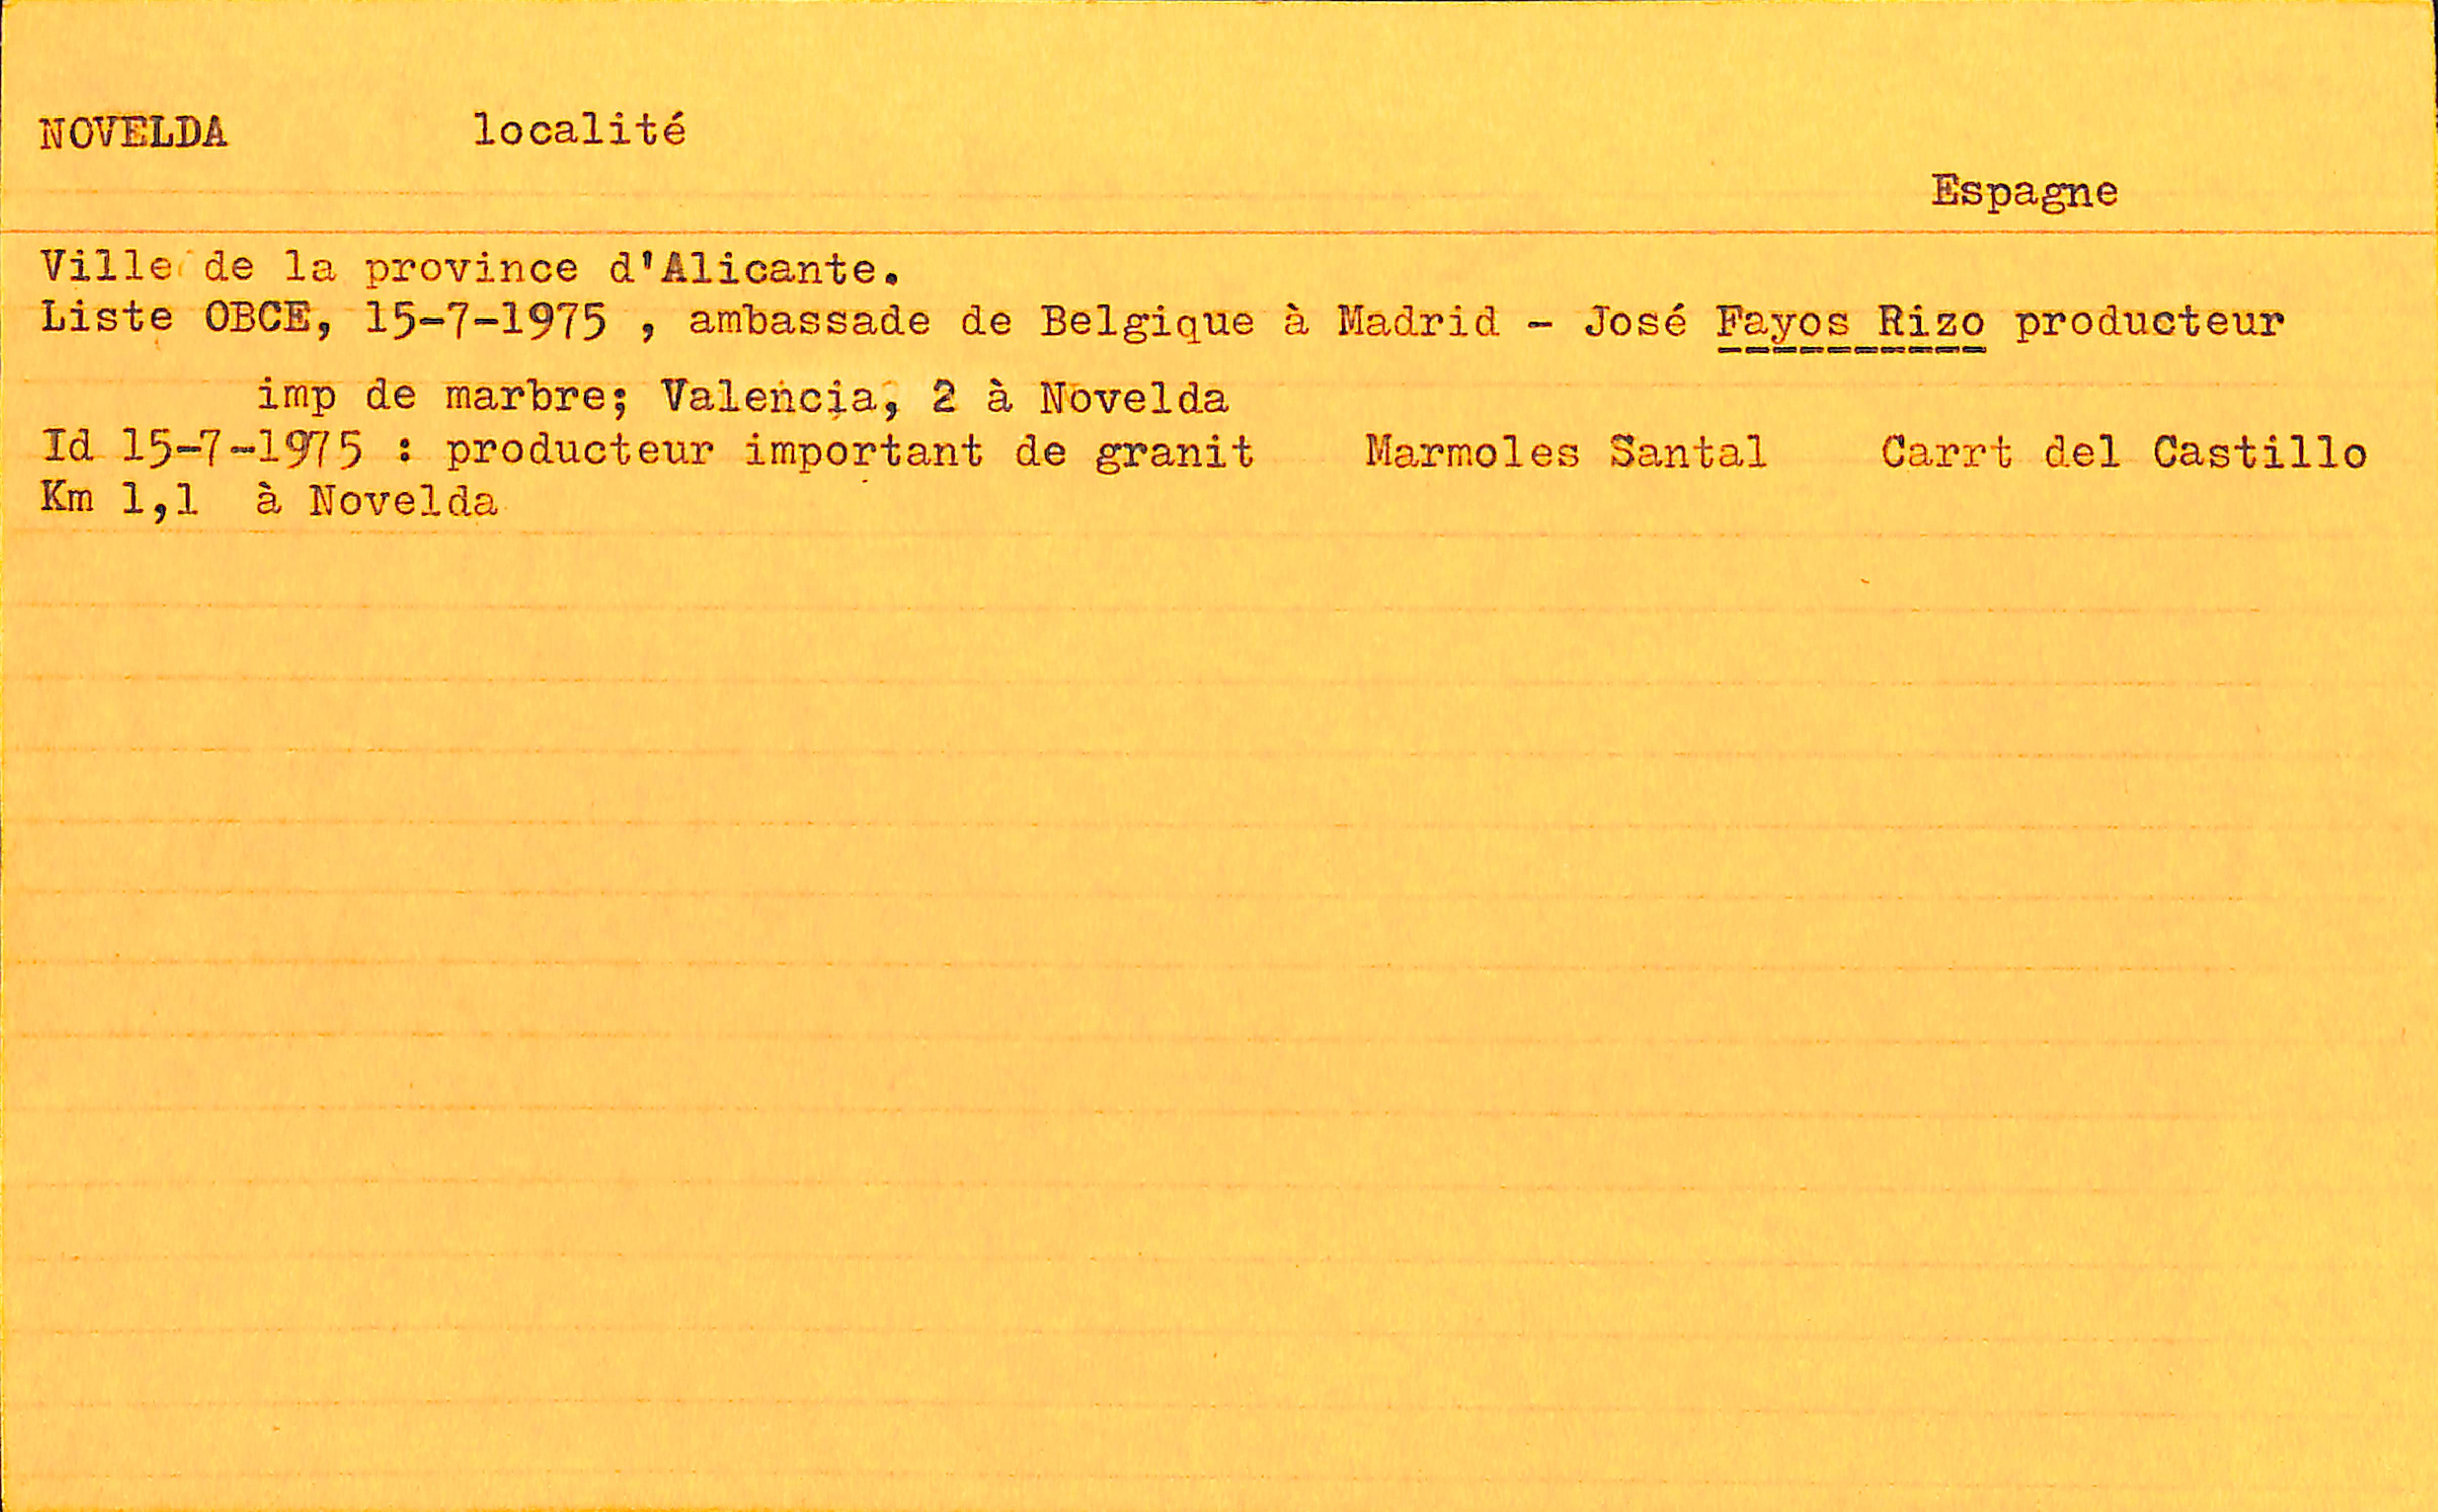 NOVELDA localité
Espagne
Ville de la province d'Alicante.
Liste OBCE, 15-7-1975 , ambassade de Belgique à Madrid - José Fayos Rizo producteur
imp de marbre; Valencia, 2 à Novelda
Id 15-7-1975 : producteur important de granit Marmoles Santal Carrt del Castillo
Km 1,1 à Novelda